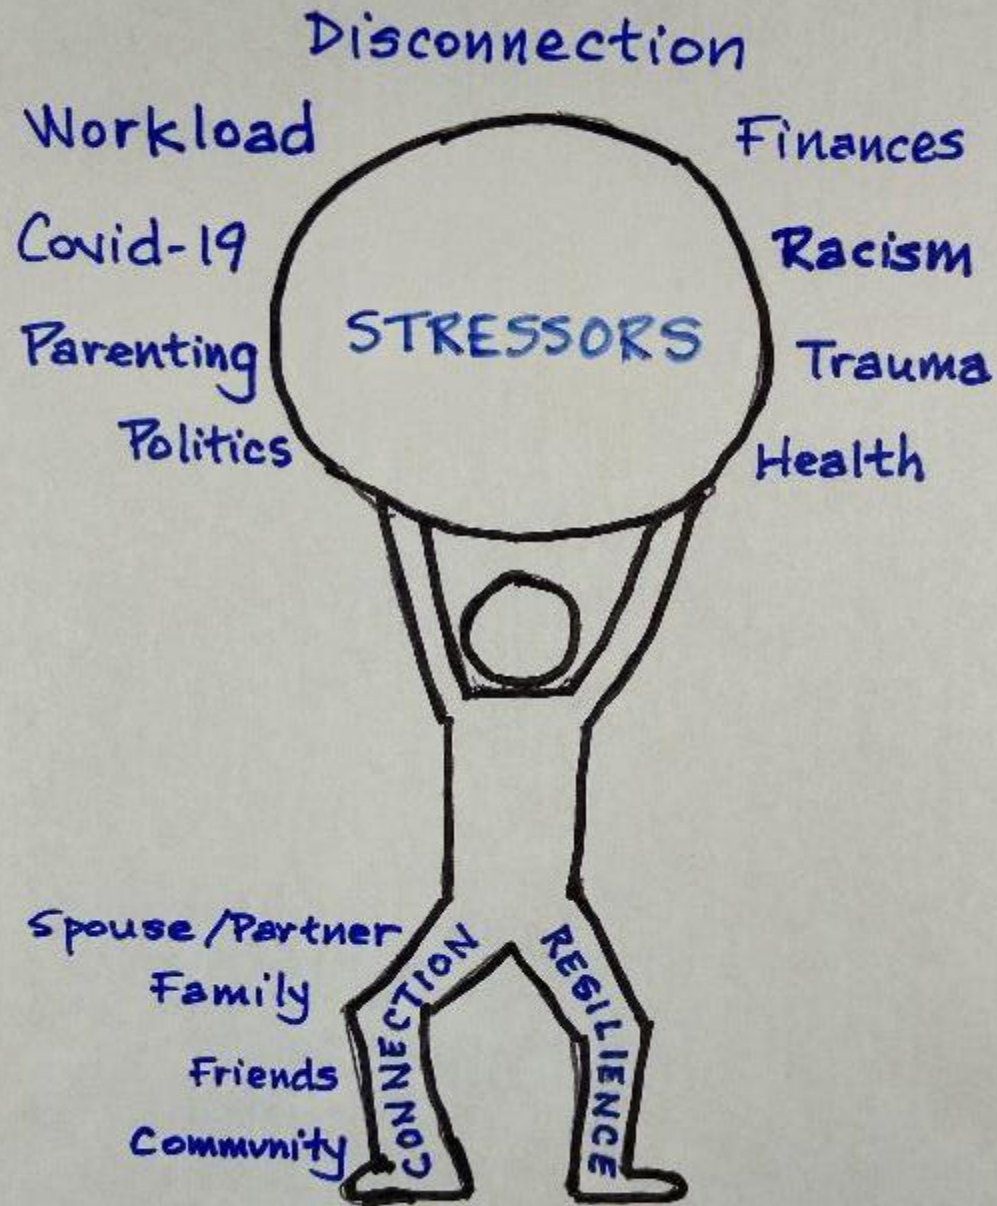 Disconnection
Workload
Finances
Covid-19
Racism
STRESSORS
Parenting
Trauma
Politics
Health
Spouse/Partner
Family
Friends
Community
CONNECTION
RESILIENCE